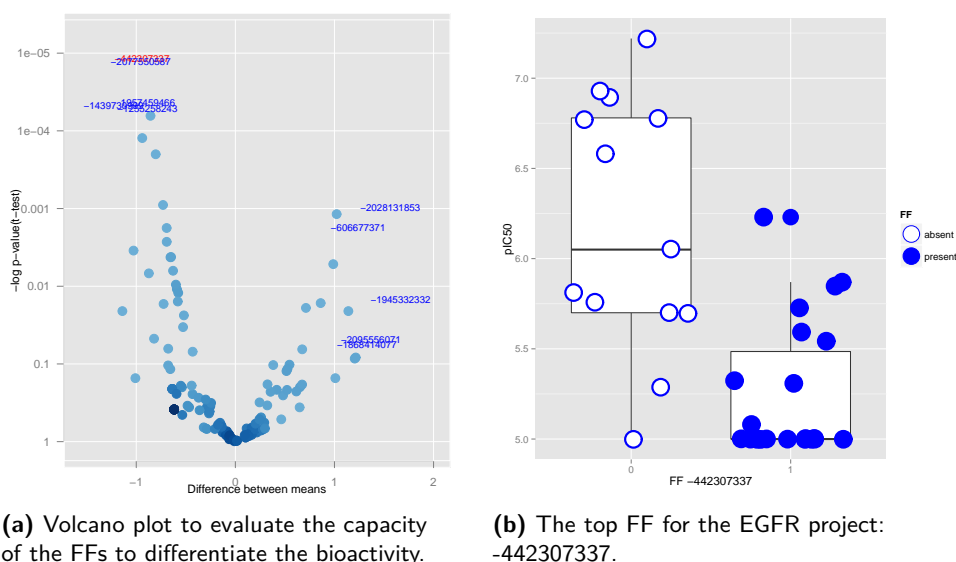 1e−05
1e−04
0.001
0.01
0.1
1
−log p−value(t−test)
−442307337
−2077550587
−1957459466
−1255258243
−2028131853
−606677371
−1945332332
−2095556071
−1868414077
−1 0 1 2
Difference between means
7.0
6.5
6.0
5.5
5.0
pIC50
0 1
FF −442307337
FF
absent
present
(a) Volcano plot to evaluate the capacity
of the FFs to differentiate the bioactivity.
(b) The top FF for the EGFR project:
-442307337.